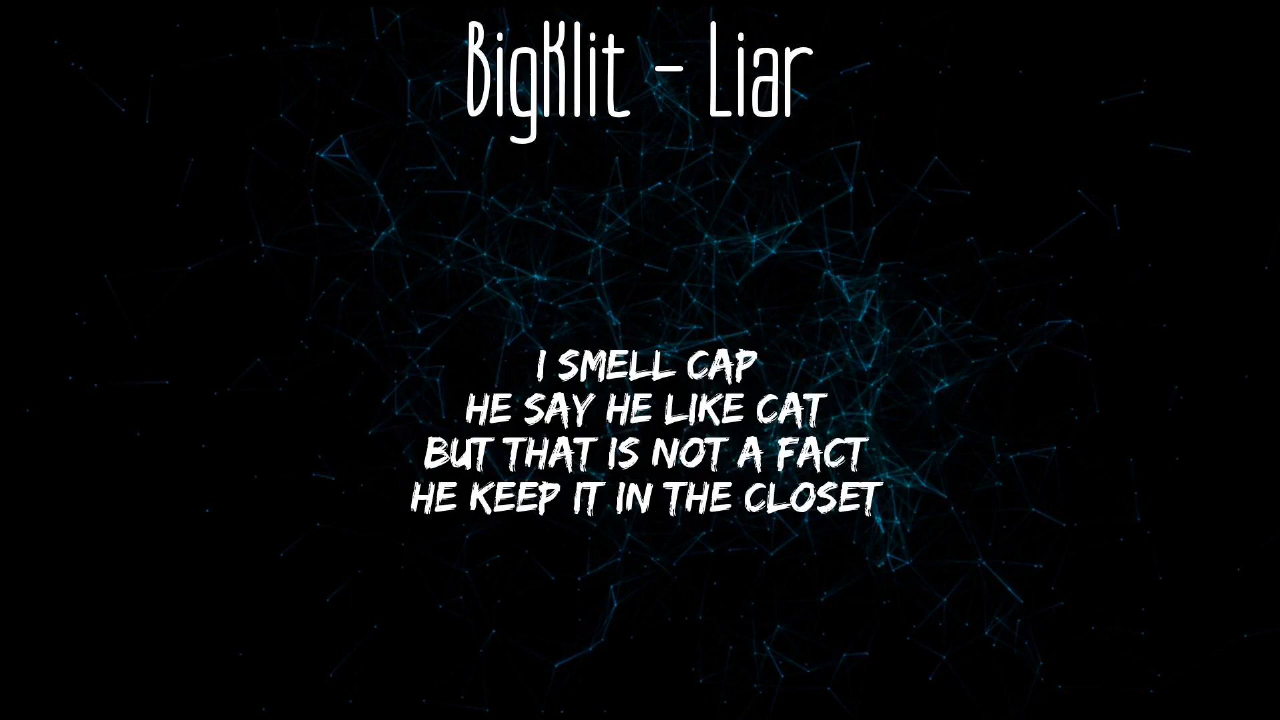 BigKlit - Liar
I SMELL CAP
HE SAY HE LIKE CAT
BUT THAT IS NOT A FACT
HE KEEP IT IN THE CLOSET